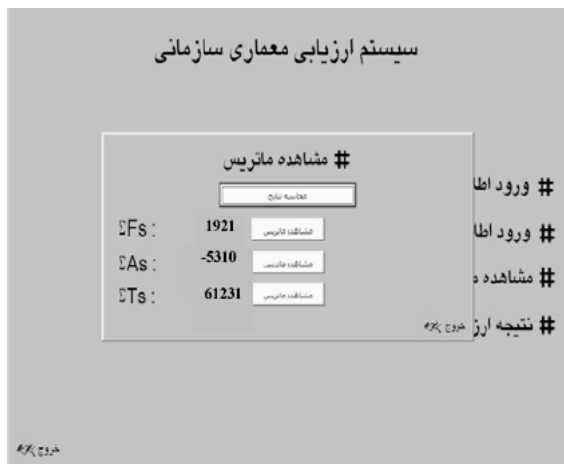 سیستم ارزیابی معماری سازمانی
# مشاهده ماتریس
محاسبه نتایج
ΣFs : 1921 مشاهده ماتریس
ΣAs : -5310 مشاهده ماتریس
ΣTs : 61231 مشاهده ماتریس
خروج
# ورود اطا
# ورود اطا
# مشاهده م
# نتیجه ارز
خروج